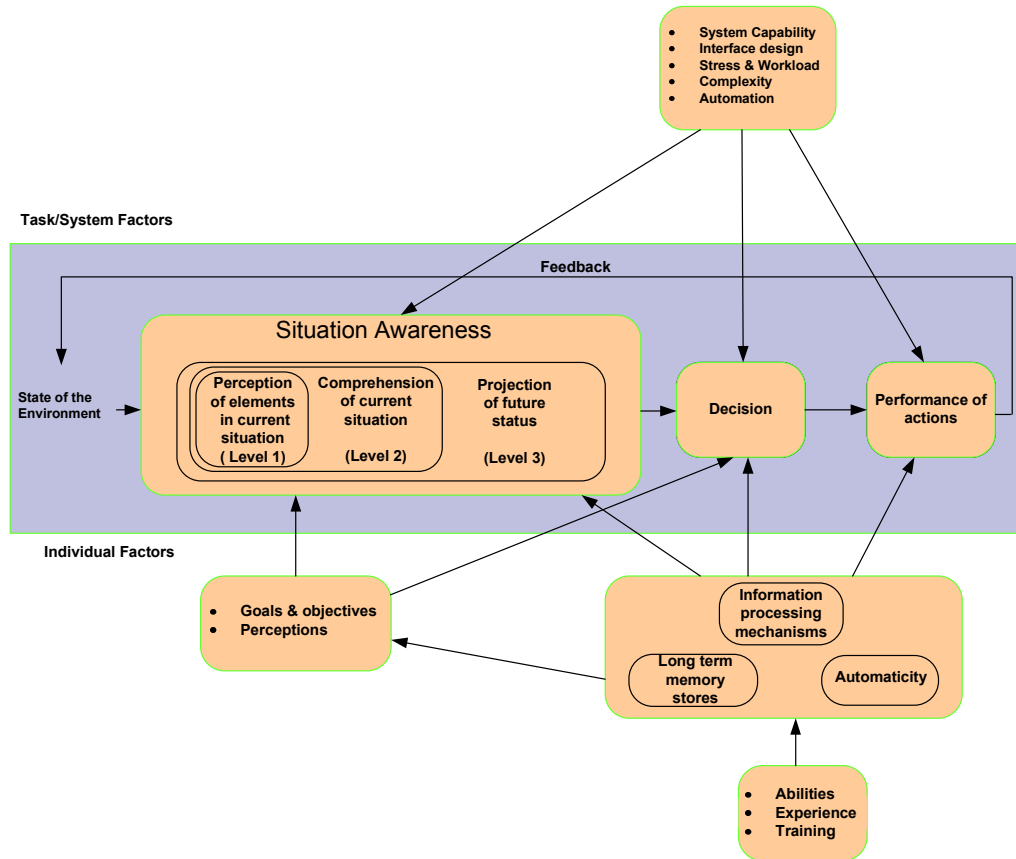 • System Capability
• Interface design
• Stress & Workload
• Complexity
• Automation
Task/System Factors
Feedback
Situation Awareness
State of the
Environment
Perception
of elements
in current
situation
( Level 1)
Comprehension
of current
situation
(Level 2)
Projection
of future
status
(Level 3)
Decision
Performance of
actions
Individual Factors
• Goals & objectives
• Perceptions
Information
processing
mechanisms
Long term
memory
stores
Automaticity
• Abilities
• Experience
• Training